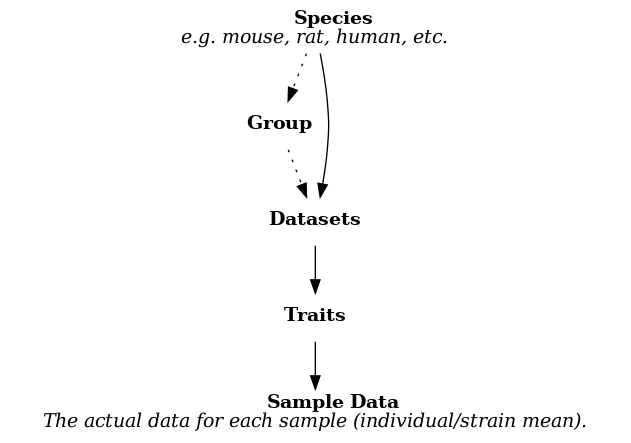 Species
e.g. mouse, rat, human, etc.
Group
Datasets
Traits
Sample Data
The actual data for each sample (individual/strain mean).